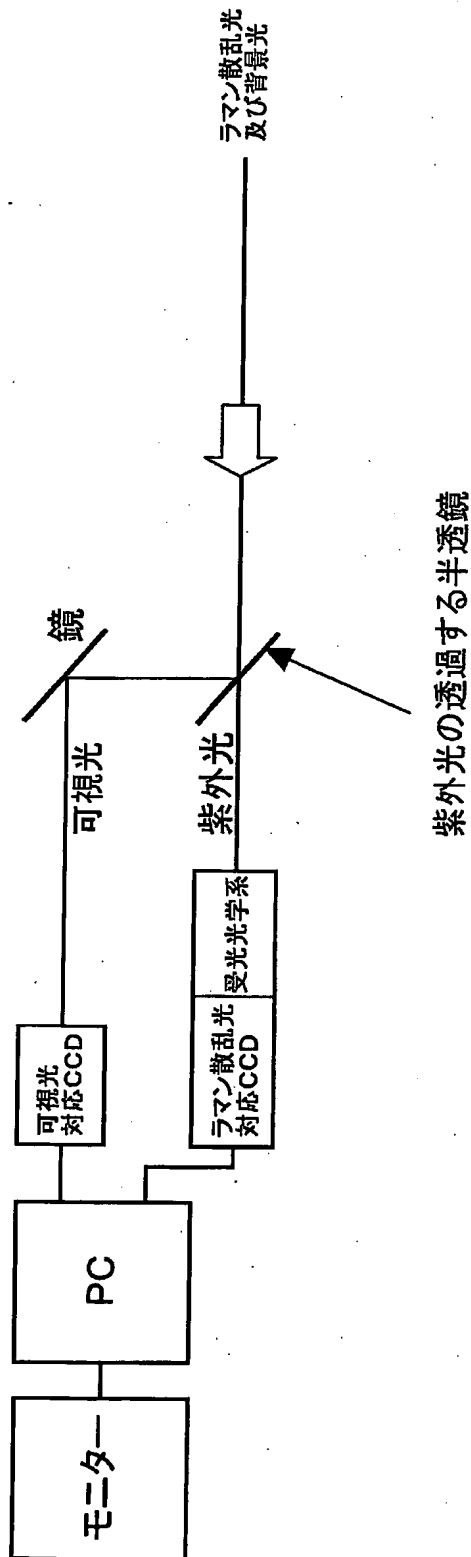 モニター
PC
可視光
対応CCD
ラマン散乱光
対応CCD
受光光学系
可視光
紫外光
鏡
紫外光の透過する半透鏡
ラマン散乱光
及び背景光